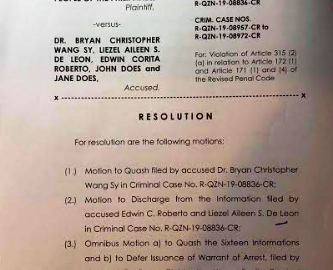 R-QZN-19-08836-CR
Plaintiff,
-versus-
CRIM. CASE NOS.
R-QZN-19-08957-CR to
R-QZN-19-08972-CR
DR. BRYAN CHRISTOPHER
WANG SY, LIEZEL AILEEN S.
DE LEON, EDWIN CORITA
ROBERTO, JOHN DOES and
JANE DOES,
Accused.
For: Violation of Article 315 (2)
(a) in relation to Article 172 (1)
and Article 171 (1) and (4) of
the Revised Penal Code
x ---------- x
RESOLUTION
For resolution are the following motions:
(1.) Motion to Quash filed by accused Dr. Bryan Christopher
Wang Sy in Criminal Case No. R-QZN-19-08836-CR;
(2.) Motion to Discharge from the Information filed by
accused Edwin C. Roberto and Liezel Aileen S. De Leon
in Criminal Case No. R-QZN-19-08836-CR;
(3.) Omnibus Motion a) to Quash the Sixteen Informations
and b) to Defer Issuance of Warrant of Arrest, filed by